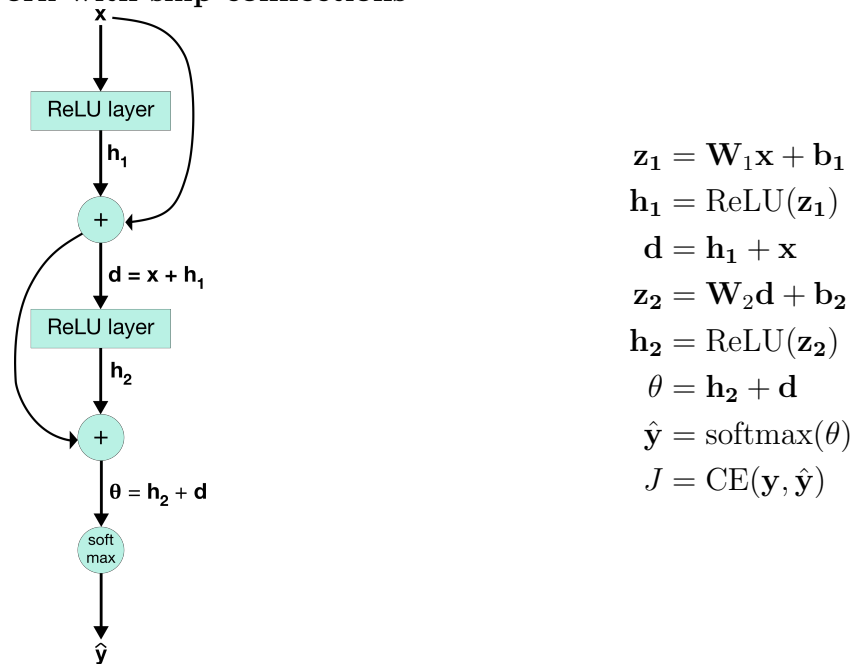 x
ReLU layer
h₁
+
d = x + h₁
ReLU layer
h₂
+
θ = h₂ + d
soft
max
ŷ
z₁ = W₁x + b₁
h₁ = ReLU(z₁)
d = h₁ + x
z₂ = W₂d + b₂
h₂ = ReLU(z₂)
θ = h₂ + d
ŷ = softmax(θ)
J = CE(y, ŷ)